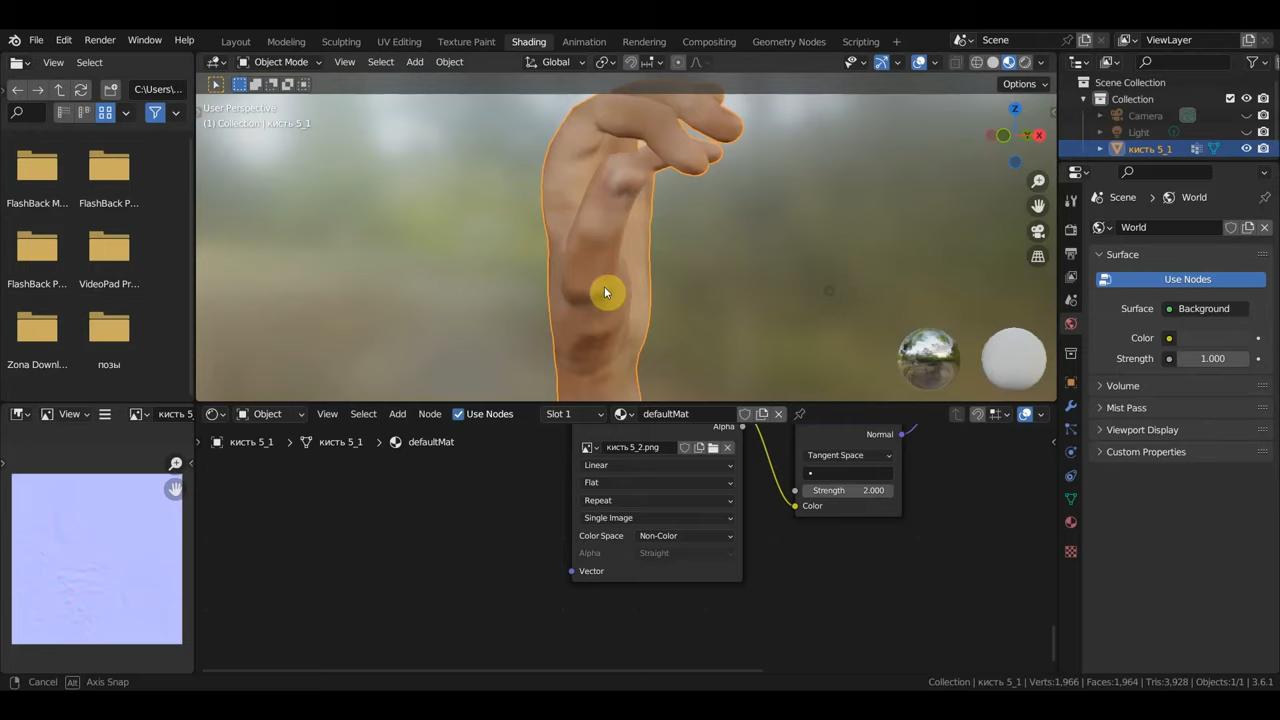 File Edit Render Window Help Layout Modeling Sculpting UV Editing Texture Paint Shading Animation Rendering Compositing Geometry Nodes Scripting + Scene ViewLayer
View Select C:\Users\... Object Mode View Select Add Object Global
Options
User Perspective
(1) Collection | кисть 5_1
Z
X
FlashBack M... FlashBack P...
FlashBack P... VideoPad Proj...
Zona Downl... позы
Scene Collection
Collection
Camera
Light
кисть 5_1
Scene > World
World
Surface
Use Nodes
Surface Background
Color
Strength 1.000
Volume
Mist Pass
Viewport Display
Custom Properties
View кисть 5_ Object View Select Add Node Use Nodes Slot 1 defaultMat
кисть 5_1 > кисть 5_1 > defaultMat
Alpha
кисть 5_2.png
Linear
Flat
Repeat
Single Image
Color Space Non-Color
Alpha Straight
Vector
Normal
Tangent Space
Strength 2.000
Color
Cancel Alt Axis Snap
Collection | кисть 5_1 | Verts:1,966 | Faces:1,964 | Tris:3,928 | Objects:1/1 | 3.6.1